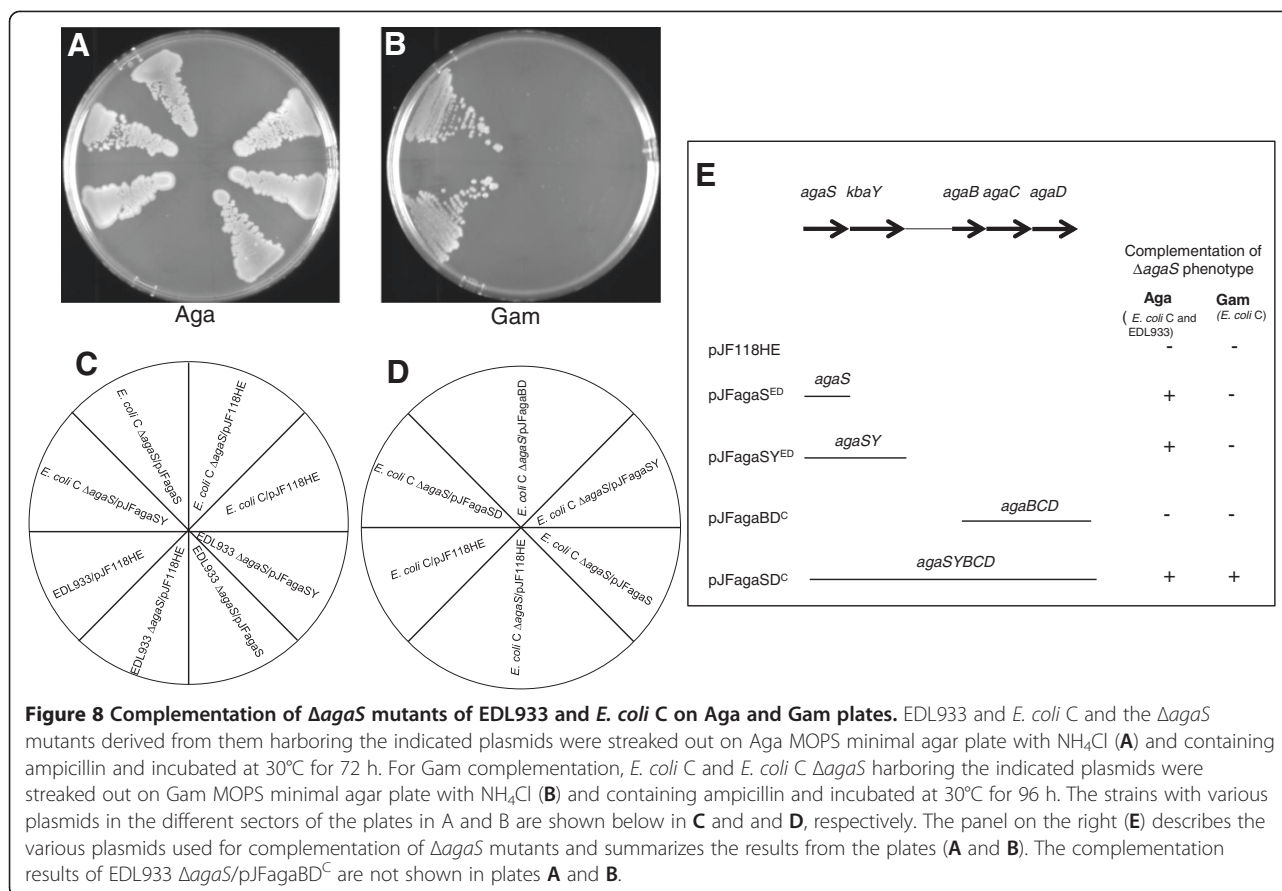 A
B
Aga
Gam
C
E. coli C ΔagaS/pJFagaS
E. coli C ΔagaS/pJF118HE
E. coli C/pJF118HE
EDL933 ΔagaS/pJFagaSY
EDL933 ΔagaS/pJFagaS
EDL933 ΔagaS/pJF118HE
EDL933/pJF118HE
E. coli C ΔagaS/pJFagaSY
D
E. coli C ΔagaS/pJFagaBD
E. coli C ΔagaS/pJFagaSY
E. coli C ΔagaS/pJFagaS
E. coli C ΔagaS/pJF118HE
E. coli C/pJF118HE
E. coli C ΔagaS/pJFagaSD
E
agaS kbaY agaB agaC agaD
Complementation of
ΔagaS phenotype
Aga Gam
( E. coli C and (E. coli C)
EDL933)
pJF118HE - -
agaS
pJFagaS^ED + -
agaSY
pJFagaSY^ED + -
agaBCD
pJFagaBD^C - -
agaSYBCD
pJFagaSD^C + +
Figure 8 Complementation of ΔagaS mutants of EDL933 and E. coli C on Aga and Gam plates. EDL933 and E. coli C and the ΔagaS
mutants derived from them harboring the indicated plasmids were streaked out on Aga MOPS minimal agar plate with NH₄Cl (A) and containing
ampicillin and incubated at 30°C for 72 h. For Gam complementation, E. coli C and E. coli C ΔagaS harboring the indicated plasmids were
streaked out on Gam MOPS minimal agar plate with NH₄Cl (B) and containing ampicillin and incubated at 30°C for 96 h. The strains with various
plasmids in the different sectors of the plates in A and B are shown below in C and and D, respectively. The panel on the right (E) describes the
various plasmids used for complementation of ΔagaS mutants and summarizes the results from the plates (A and B). The complementation
results of EDL933 ΔagaS/pJFagaBD^C are not shown in plates A and B.